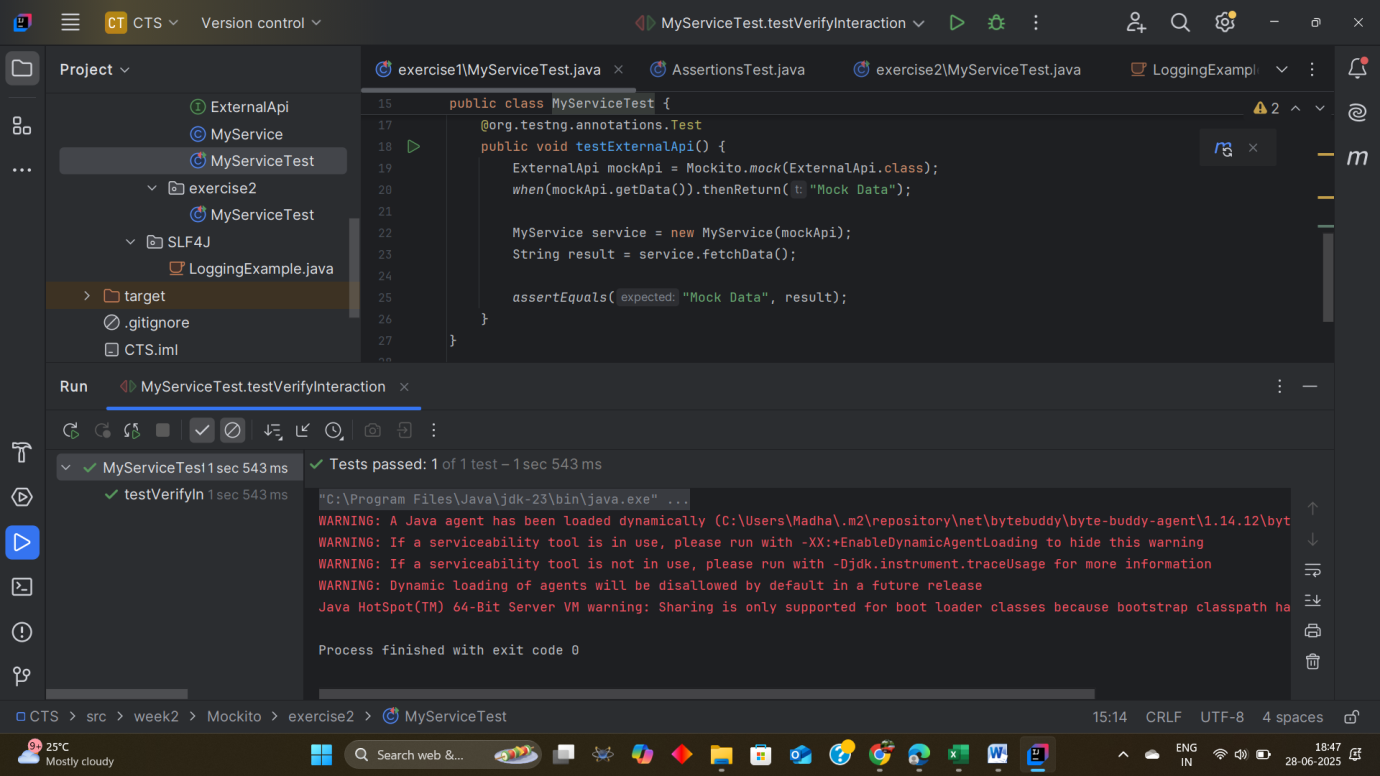 CT CTS Version control MyServiceTest.testVerifyInteraction
Project
ExternalApi
MyService
MyServiceTest
exercise2
MyServiceTest
SLF4J
LoggingExample.java
target
.gitignore
CTS.iml
exercise1\MyServiceTest.java AssertionsTest.java exercise2\MyServiceTest.java LoggingExampl
15 public class MyServiceTest { 2
17 @org.testng.annotations.Test
18 public void testExternalApi() {
19 ExternalApi mockApi = Mockito.mock(ExternalApi.class);
20 when(mockApi.getData()).thenReturn( t: "Mock Data");
21
22 MyService service = new MyService(mockApi);
23 String result = service.fetchData();
24
25 assertEquals( expected: "Mock Data", result);
26 }
27 }
28
Run MyServiceTest.testVerifyInteraction
MyServiceTest 1 sec 543 ms
testVerifyIn 1 sec 543 ms
Tests passed: 1 of 1 test – 1 sec 543 ms
"C:\Program Files\Java\jdk-23\bin\java.exe" ...
WARNING: A Java agent has been loaded dynamically (C:\Users\Madha\.m2\repository\net\bytebuddy\byte-buddy-agent\1.14.12\byt
WARNING: If a serviceability tool is in use, please run with -XX:+EnableDynamicAgentLoading to hide this warning
WARNING: If a serviceability tool is not in use, please run with -Djdk.instrument.traceUsage for more information
WARNING: Dynamic loading of agents will be disallowed by default in a future release
Java HotSpot(TM) 64-Bit Server VM warning: Sharing is only supported for boot loader classes because bootstrap classpath ha
Process finished with exit code 0
CTS > src > week2 > Mockito > exercise2 > MyServiceTest 15:14 CRLF UTF-8 4 spaces
9+ 25°C
Mostly cloudy
Search web &...
ENG
IN
18:47
28-06-2025